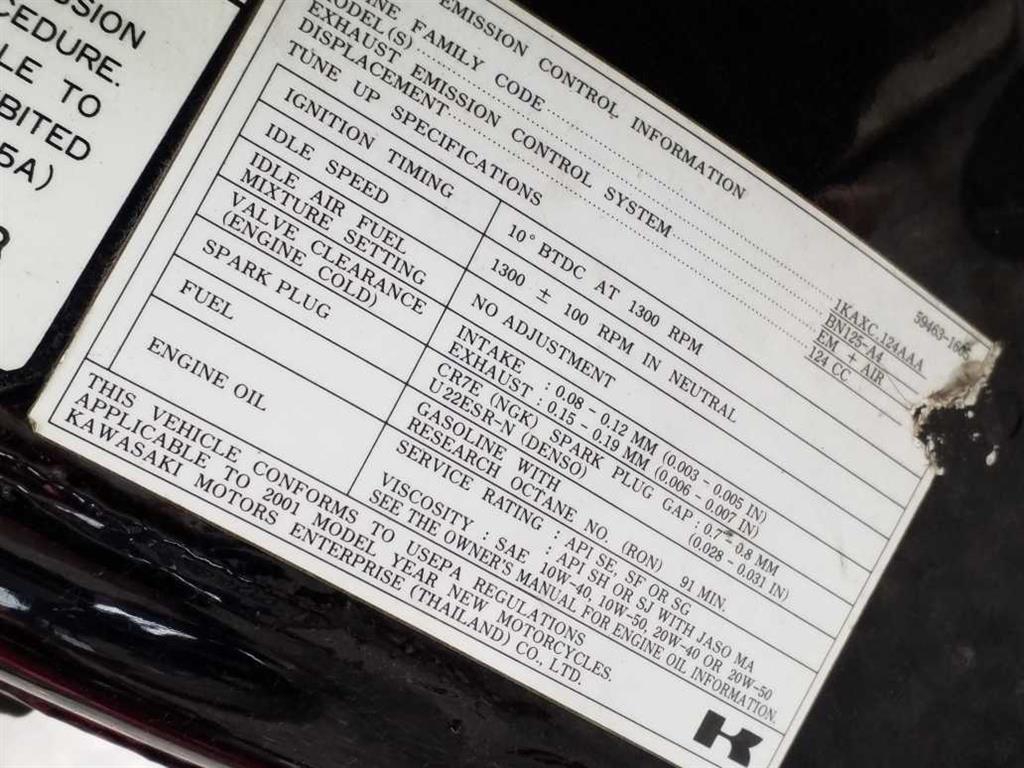 SSION
CEDURE.
LE TO
BITED
5A)
EMISSION CONTROL INFORMATION
NE FAMILY CODE 1KAXC.124AAA
MODEL(S) BN125-A4
EXHAUST EMISSION CONTROL SYSTEM EM + AIR
DISPLACEMENT 124 CC
TUNE UP SPECIFICATIONS
IGNITION TIMING 10° BTDC AT 1300 RPM
IDLE SPEED 1300 ± 100 RPM IN NEUTRAL
IDLE AIR FUEL
MIXTURE SETTING
NO ADJUSTMENT
VALVE CLEARANCE
(ENGINE COLD)
INTAKE : 0.08 - 0.12 MM (0.003 - 0.005 IN)
EXHAUST : 0.15 - 0.19 MM (0.006 - 0.007 IN)
SPARK PLUG
CR7E (NGK) SPARK PLUG GAP : 0.7 - 0.8 MM
U22ESR-N (DENSO) (0.028 - 0.031 IN)
FUEL
GASOLINE WITH
RESEARCH OCTANE NO. (RON) 91 MIN.
ENGINE OIL
SERVICE RATING : API SE, SF OR SG
: API SH OR SJ WITH JASO MA
VISCOSITY : SAE 10W-40, 10W-50, 20W-40 OR 20W-50
SEE THE OWNER'S MANUAL FOR ENGINE OIL INFORMATION.
THIS VEHICLE CONFORMS TO USEPA REGULATIONS
APPLICABLE TO 2001 MODEL YEAR NEW MOTORCYCLES.
KAWASAKI MOTORS ENTERPRISE (THAILAND) CO., LTD.
K